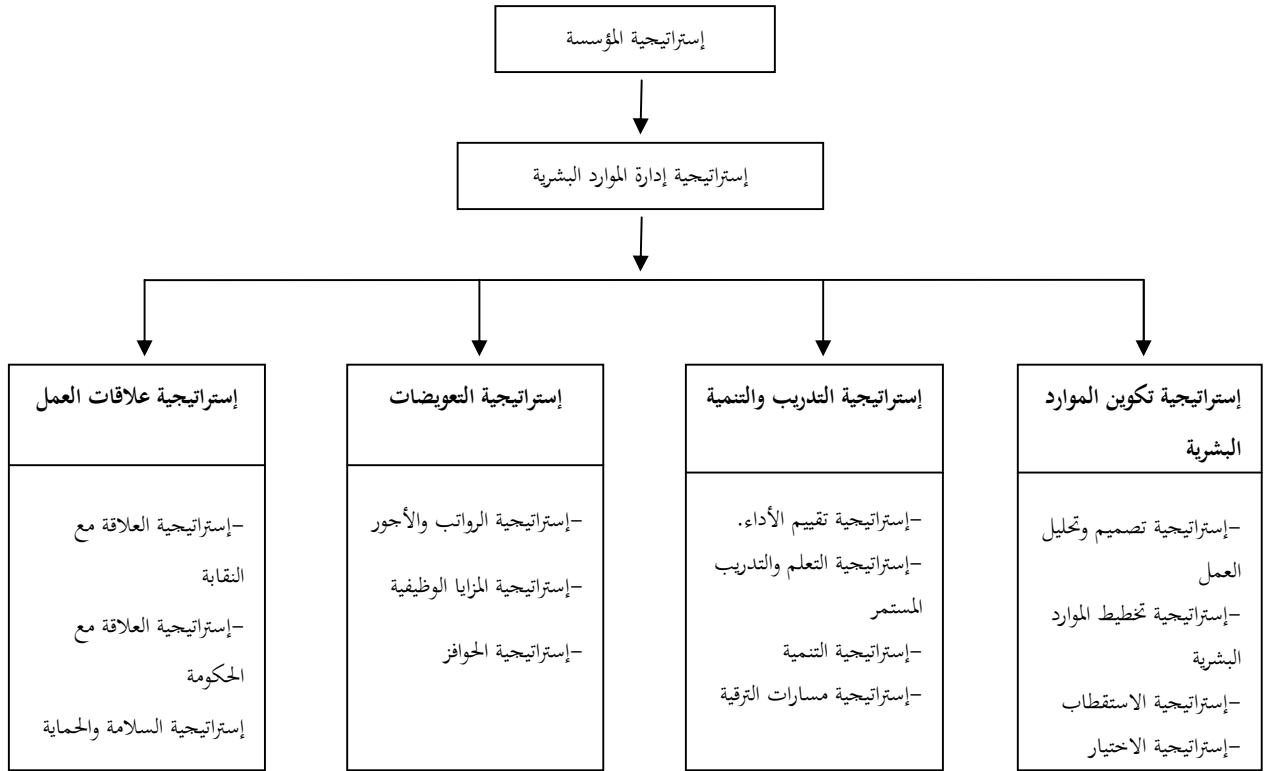 إستراتيجية المؤسسة
إستراتيجية إدارة الموارد البشرية
إستراتيجية تكوين الموارد
البشرية
-إستراتيجية تصميم وتحليل
العمل
-إستراتيجية تخطيط الموارد
البشرية
-إستراتيجية الاستقطاب
-إستراتيجية الاختيار
إستراتيجية التدريب والتنمية
-إستراتيجية تقييم الأداء.
-إستراتيجية التعلم والتدريب
المستمر
-إستراتيجية التنمية
-إستراتيجية مسارات الترقية
إستراتيجية التعويضات
-إستراتيجية الرواتب والأجور
-إستراتيجية المزايا الوظيفية
-إستراتيجية الحوافز
إستراتيجية علاقات العمل
-إستراتيجية العلاقة مع
النقابة
-إستراتيجية العلاقة مع
الحكومة
إستراتيجية السلامة والحماية